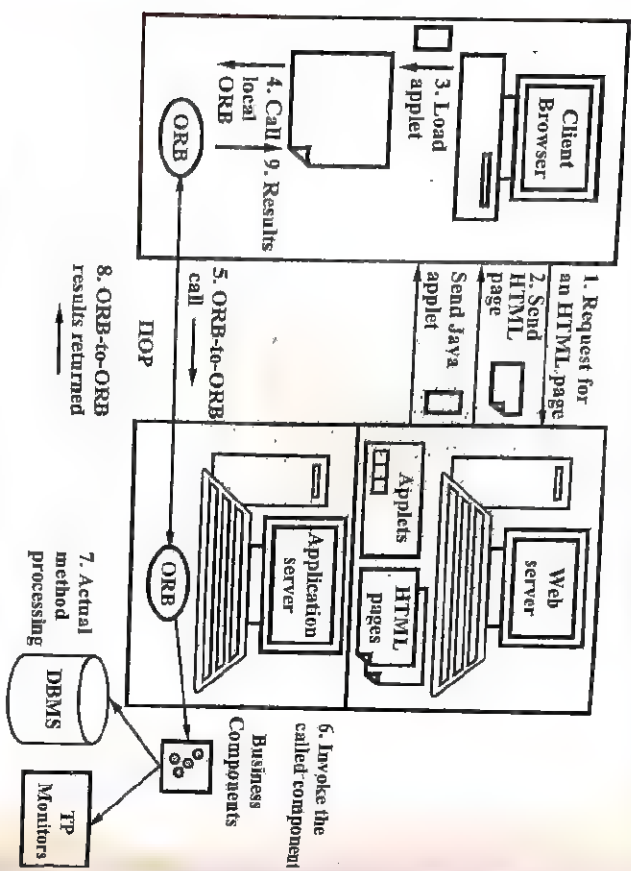 Client
Browser
3. Load
applet
4. Call
local
ORB
9. Results
ORB
1. Request for
an HTML page
2. Send
HTML
page
Send Java
applet
5. ORB-to-ORB
call
IIOP
8. ORB-to-ORB
results returned
Web
server
Applets
HTML
pages
Application
server
ORB
6. Invoke the
called component
Business
Components
7. Actual
method
processing
DBMS
TP
Monitors